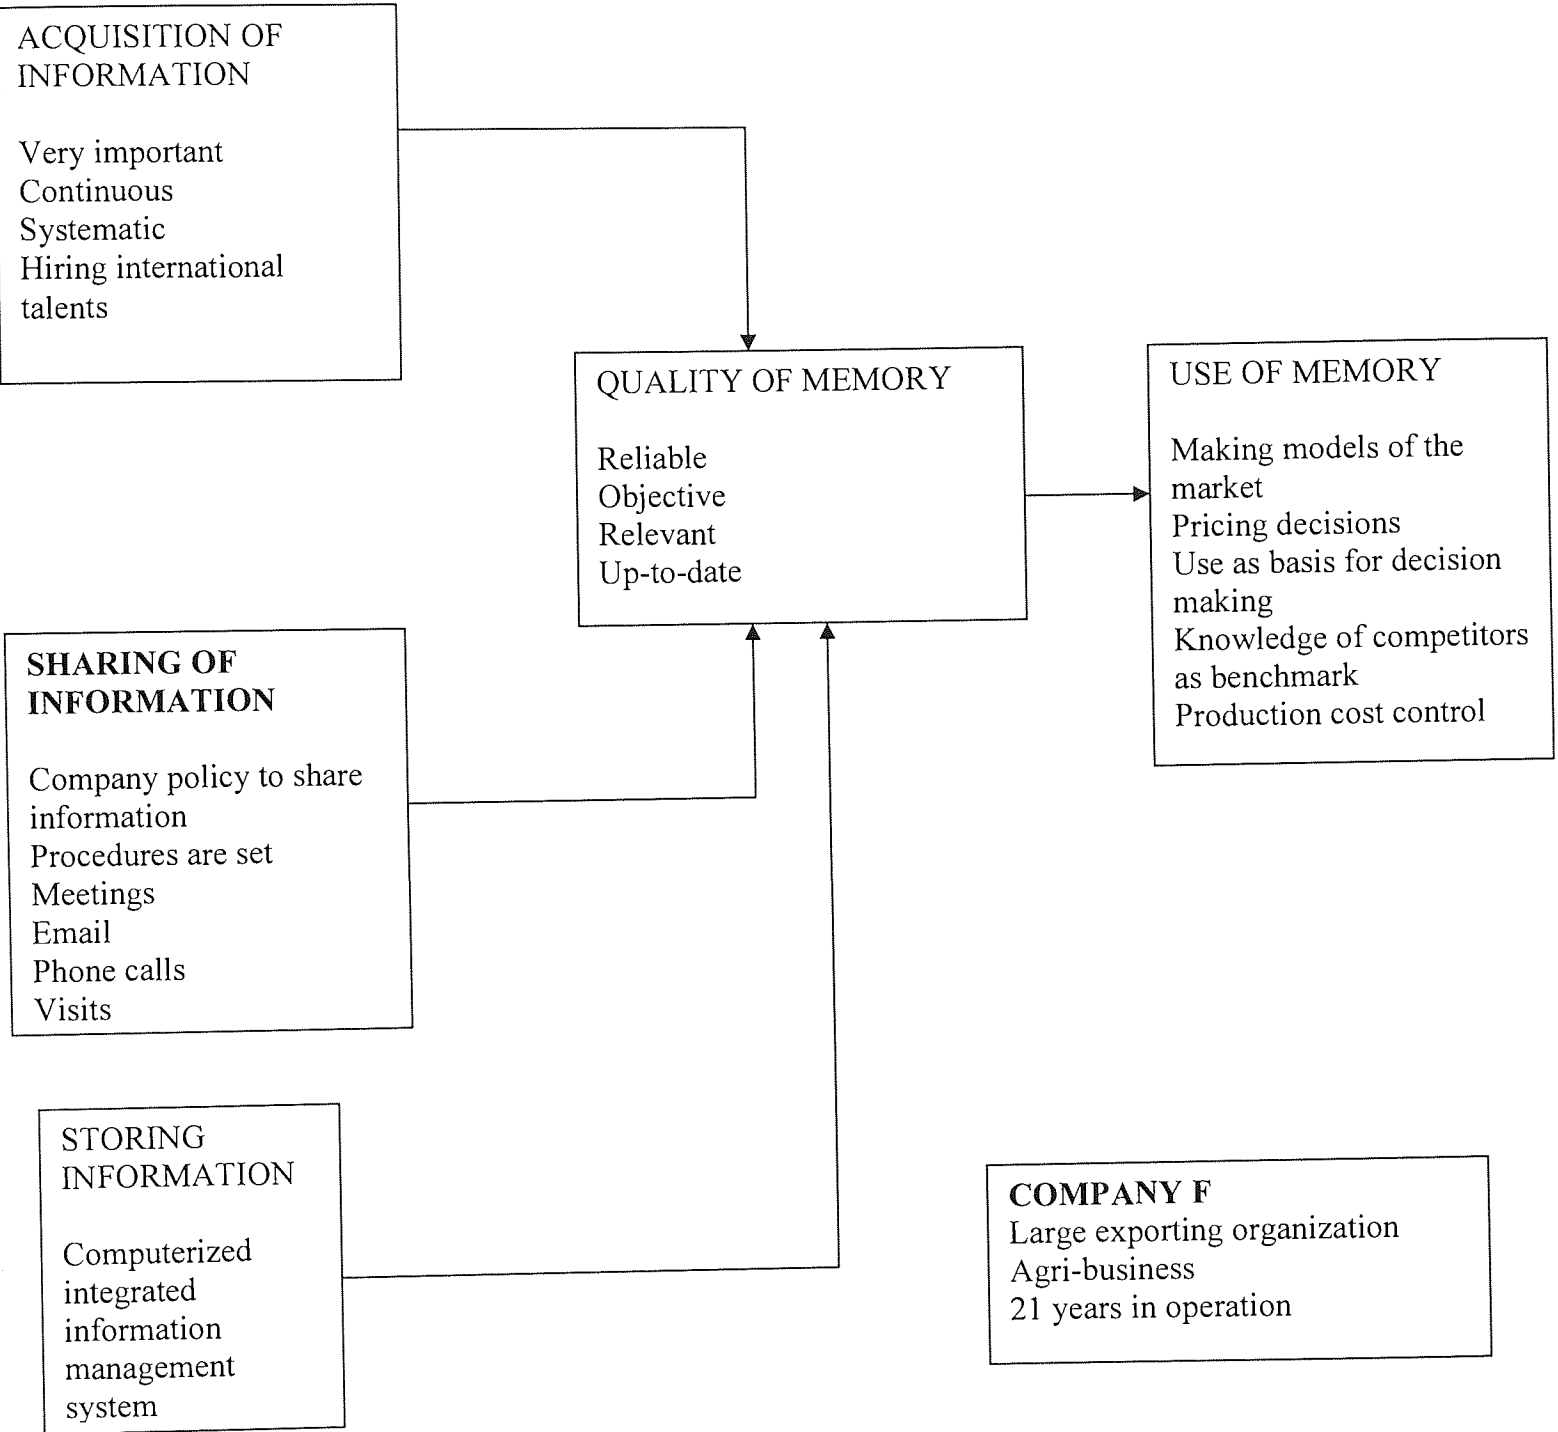 ACQUISITION OF
INFORMATION
Very important
Continuous
Systematic
Hiring international
talents
QUALITY OF MEMORY
Reliable
Objective
Relevant
Up-to-date
USE OF MEMORY
Making models of the
market
Pricing decisions
Use as basis for decision
making
Knowledge of competitors
as benchmark
Production cost control
SHARING OF
INFORMATION
Company policy to share
information
Procedures are set
Meetings
Email
Phone calls
Visits
STORING
INFORMATION
Computerized
integrated
information
management
system
COMPANY F
Large exporting organization
Agri-business
21 years in operation